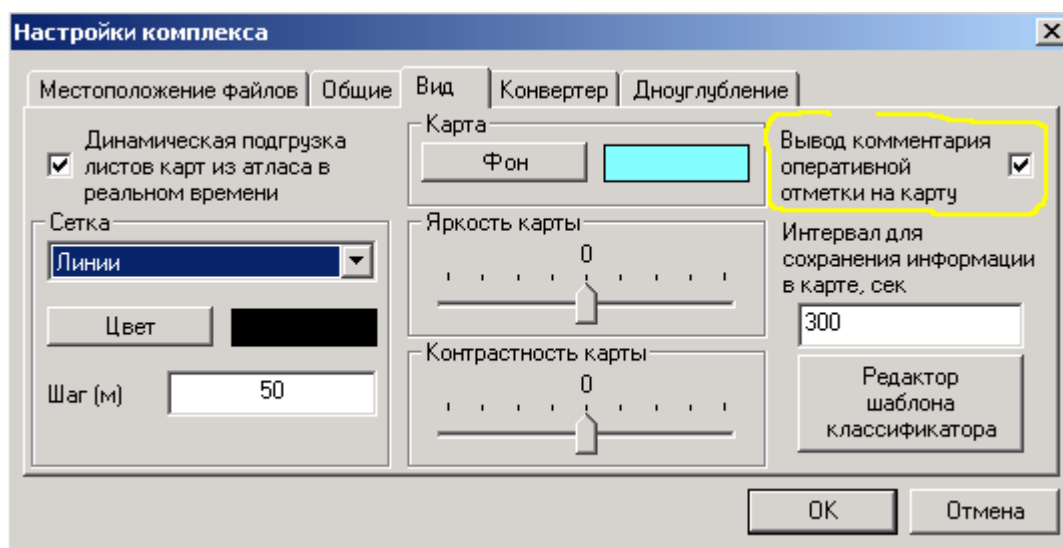 Настройки комплекса
Местоположение файлов
Общие
Вид
Конвертер
Дноуглубление
Динамическая подгрузка
листов карт из атласа в
реальном времени
Сетка
Линии
Цвет
Шаг (м)
50
Карта
Фон
Яркость карты
0
Контрастность карты
0
Вывод комментария
оперативной
отметки на карту
Интервал для
сохранения информации
в карте, сек
300
Редактор
шаблона
классификатора
OK
Отмена